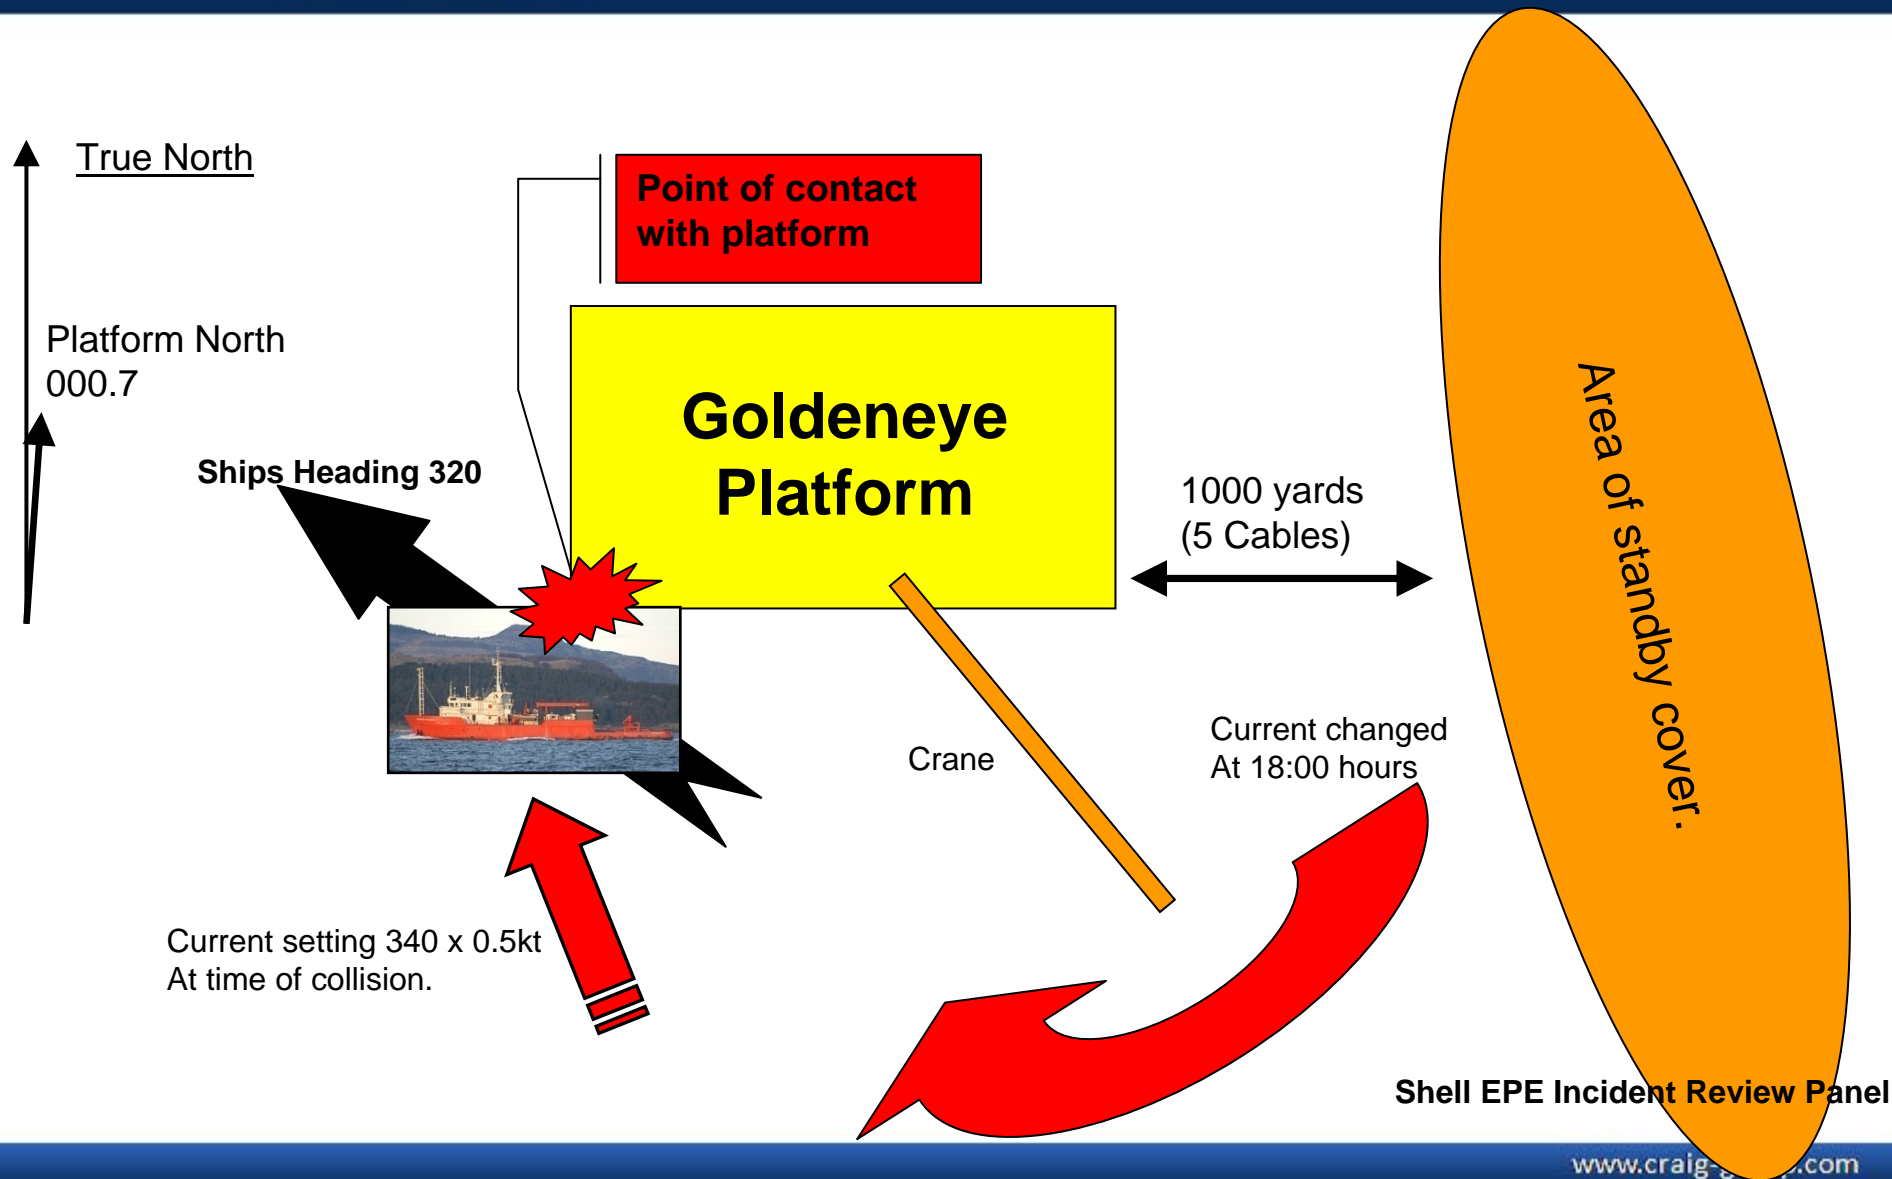 True North
Point of contact
with platform
Platform North
000.7
Ships Heading 320
Goldeneye
Platform
1000 yards
(5 Cables)
Area of standby cover.
Crane
Current changed
At 18:00 hours
Current setting 340 x 0.5kt
At time of collision.
Shell EPE Incident Review Panel